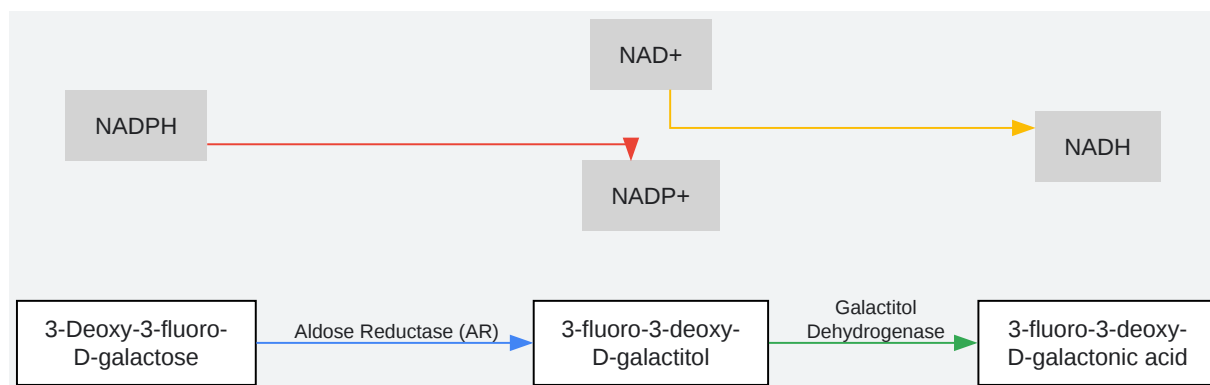 NAD+
NADPH
NADH
NADP+
3-Deoxy-3-fluoro-
D-galactose
Aldose Reductase (AR)
3-fluoro-3-deoxy-
D-galactitol
Galactitol
Dehydrogenase
3-fluoro-3-deoxy-
D-galactonic acid